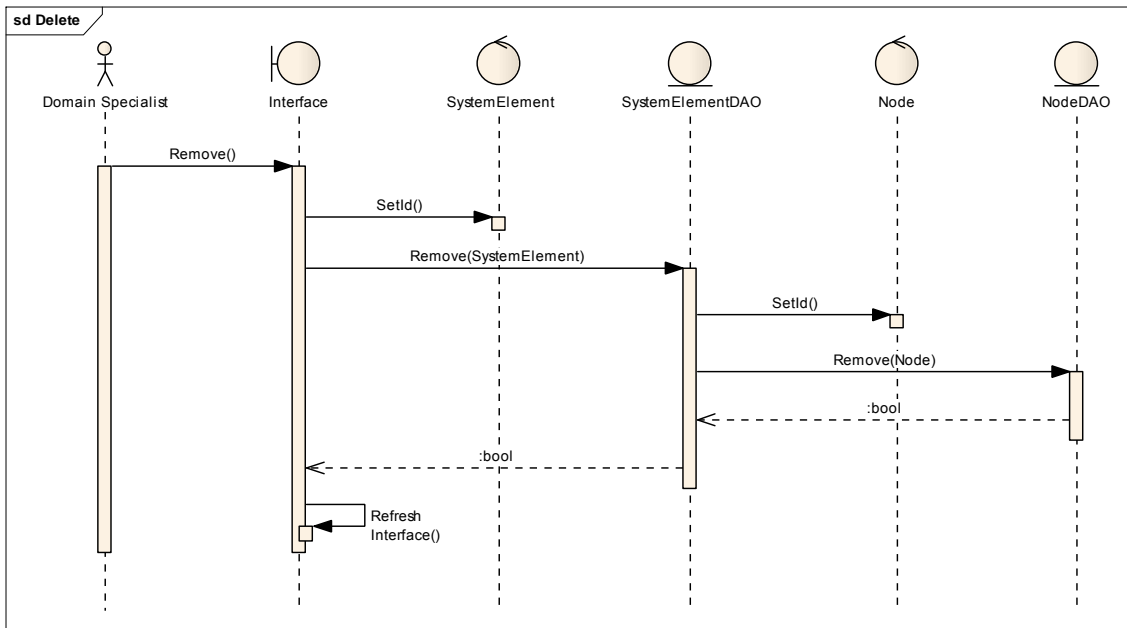 sd Delete
Domain Specialist
Interface
SystemElement
SystemElementDAO
Node
NodeDAO
Remove()
SetId()
Remove(SystemElement)
SetId()
Remove(Node)
:bool
:bool
Refresh
Interface()